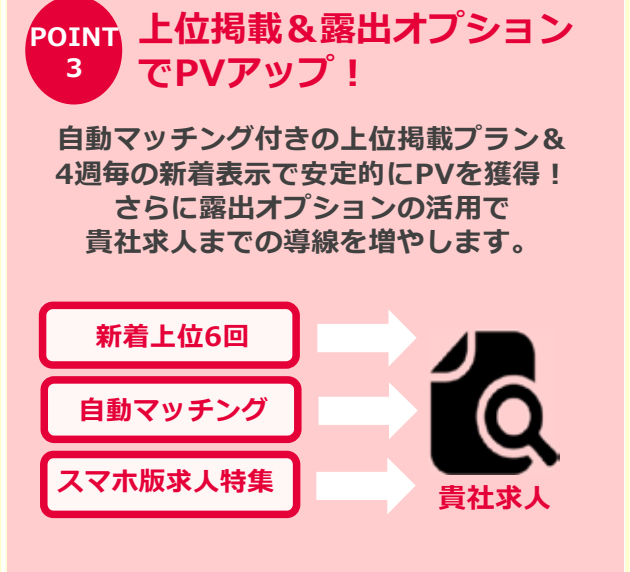 POINT
3
上位掲載＆露出オプション
でPVアップ！
自動マッチング付きの上位掲載プラン＆
4週毎の新着表示で安定的にPVを獲得！
さらに露出オプションの活用で
貴社求人までの導線を増やします。
新着上位6回
自動マッチング
スマホ版求人特集
貴社求人